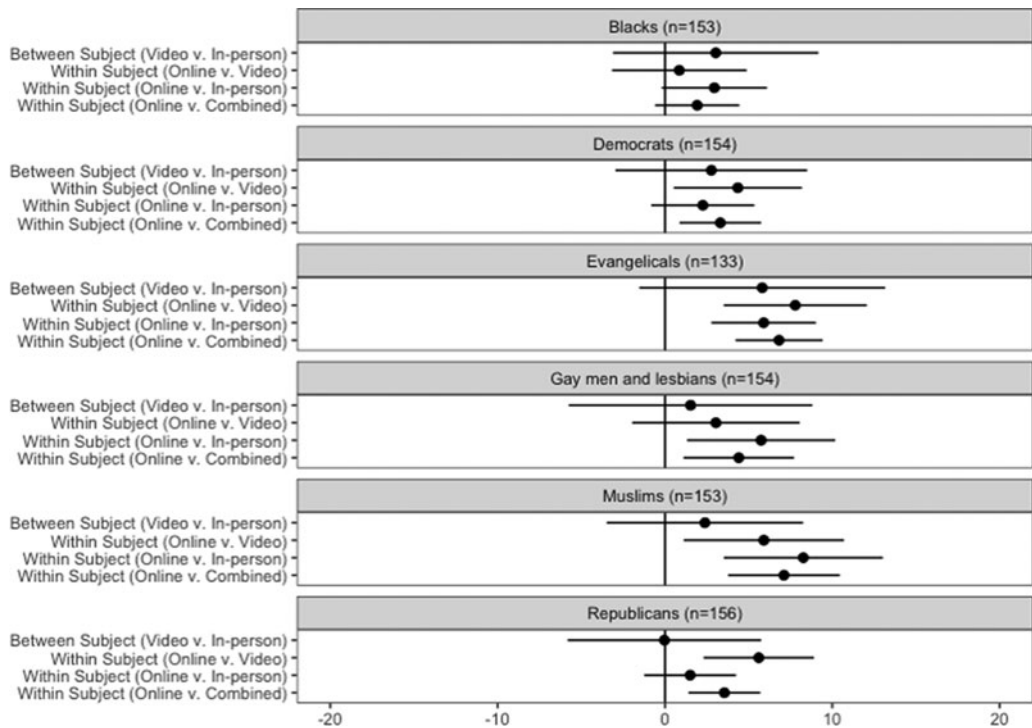 Blacks (n=153)
Between Subject (Video v. In-person)
Within Subject (Online v. Video)
Within Subject (Online v. In-person)
Within Subject (Online v. Combined)
Democrats (n=154)
Between Subject (Video v. In-person)
Within Subject (Online v. Video)
Within Subject (Online v. In-person)
Within Subject (Online v. Combined)
Evangelicals (n=133)
Between Subject (Video v. In-person)
Within Subject (Online v. Video)
Within Subject (Online v. In-person)
Within Subject (Online v. Combined)
Gay men and lesbians (n=154)
Between Subject (Video v. In-person)
Within Subject (Online v. Video)
Within Subject (Online v. In-person)
Within Subject (Online v. Combined)
Muslims (n=153)
Between Subject (Video v. In-person)
Within Subject (Online v. Video)
Within Subject (Online v. In-person)
Within Subject (Online v. Combined)
Republicans (n=156)
Between Subject (Video v. In-person)
Within Subject (Online v. Video)
Within Subject (Online v. In-person)
Within Subject (Online v. Combined)
-20 -10 0 10 20